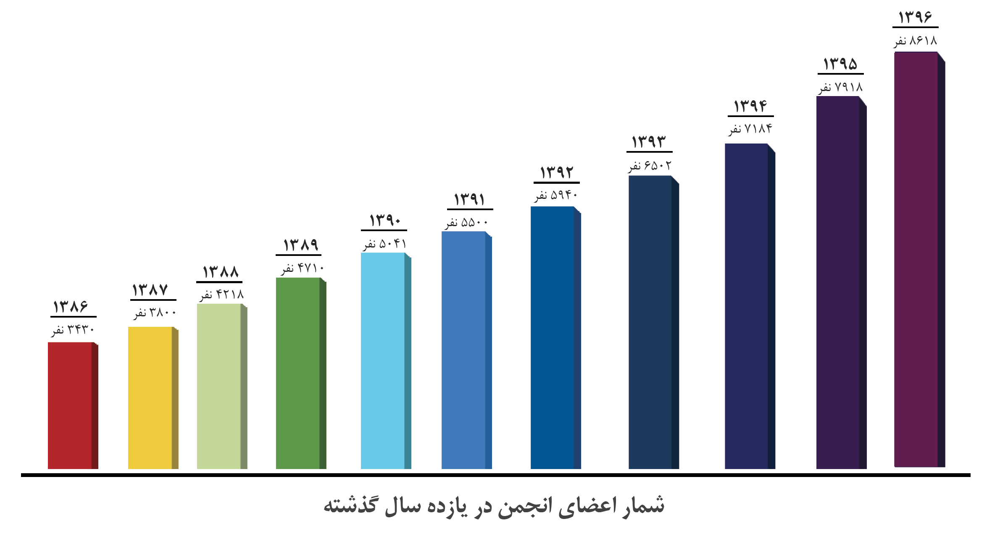 ۱۳۸۶
۳۴۳۰ نفر
۱۳۸۷
۳۸۰۰ نفر
۱۳۸۸
۴۲۱۸ نفر
۱۳۸۹
۴۷۱۰ نفر
۱۳۹۰
۵۰۴۱ نفر
۱۳۹۱
۵۵۰۰ نفر
۱۳۹۲
۵۹۴۰ نفر
۱۳۹۳
۶۵۰۲ نفر
۱۳۹۴
۷۱۸۴ نفر
۱۳۹۵
۷۹۱۸ نفر
۱۳۹۶
۸۶۱۸ نفر
شمار اعضای انجمن در یازده سال گذشته